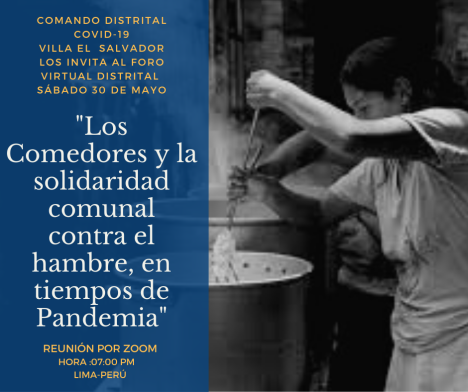 COMANDO DISTRITAL
COVID-19
VILLA EL SALVADOR
LOS INVITA AL FORO
VIRTUAL DISTRITAL
SÁBADO 30 DE MAYO
"Los
Comedores y la
solidaridad
comunal
contra el
hambre, en
tiempos de
Pandemia"
REUNIÓN POR ZOOM
HORA :07:00 PM
LIMA-PERÚ